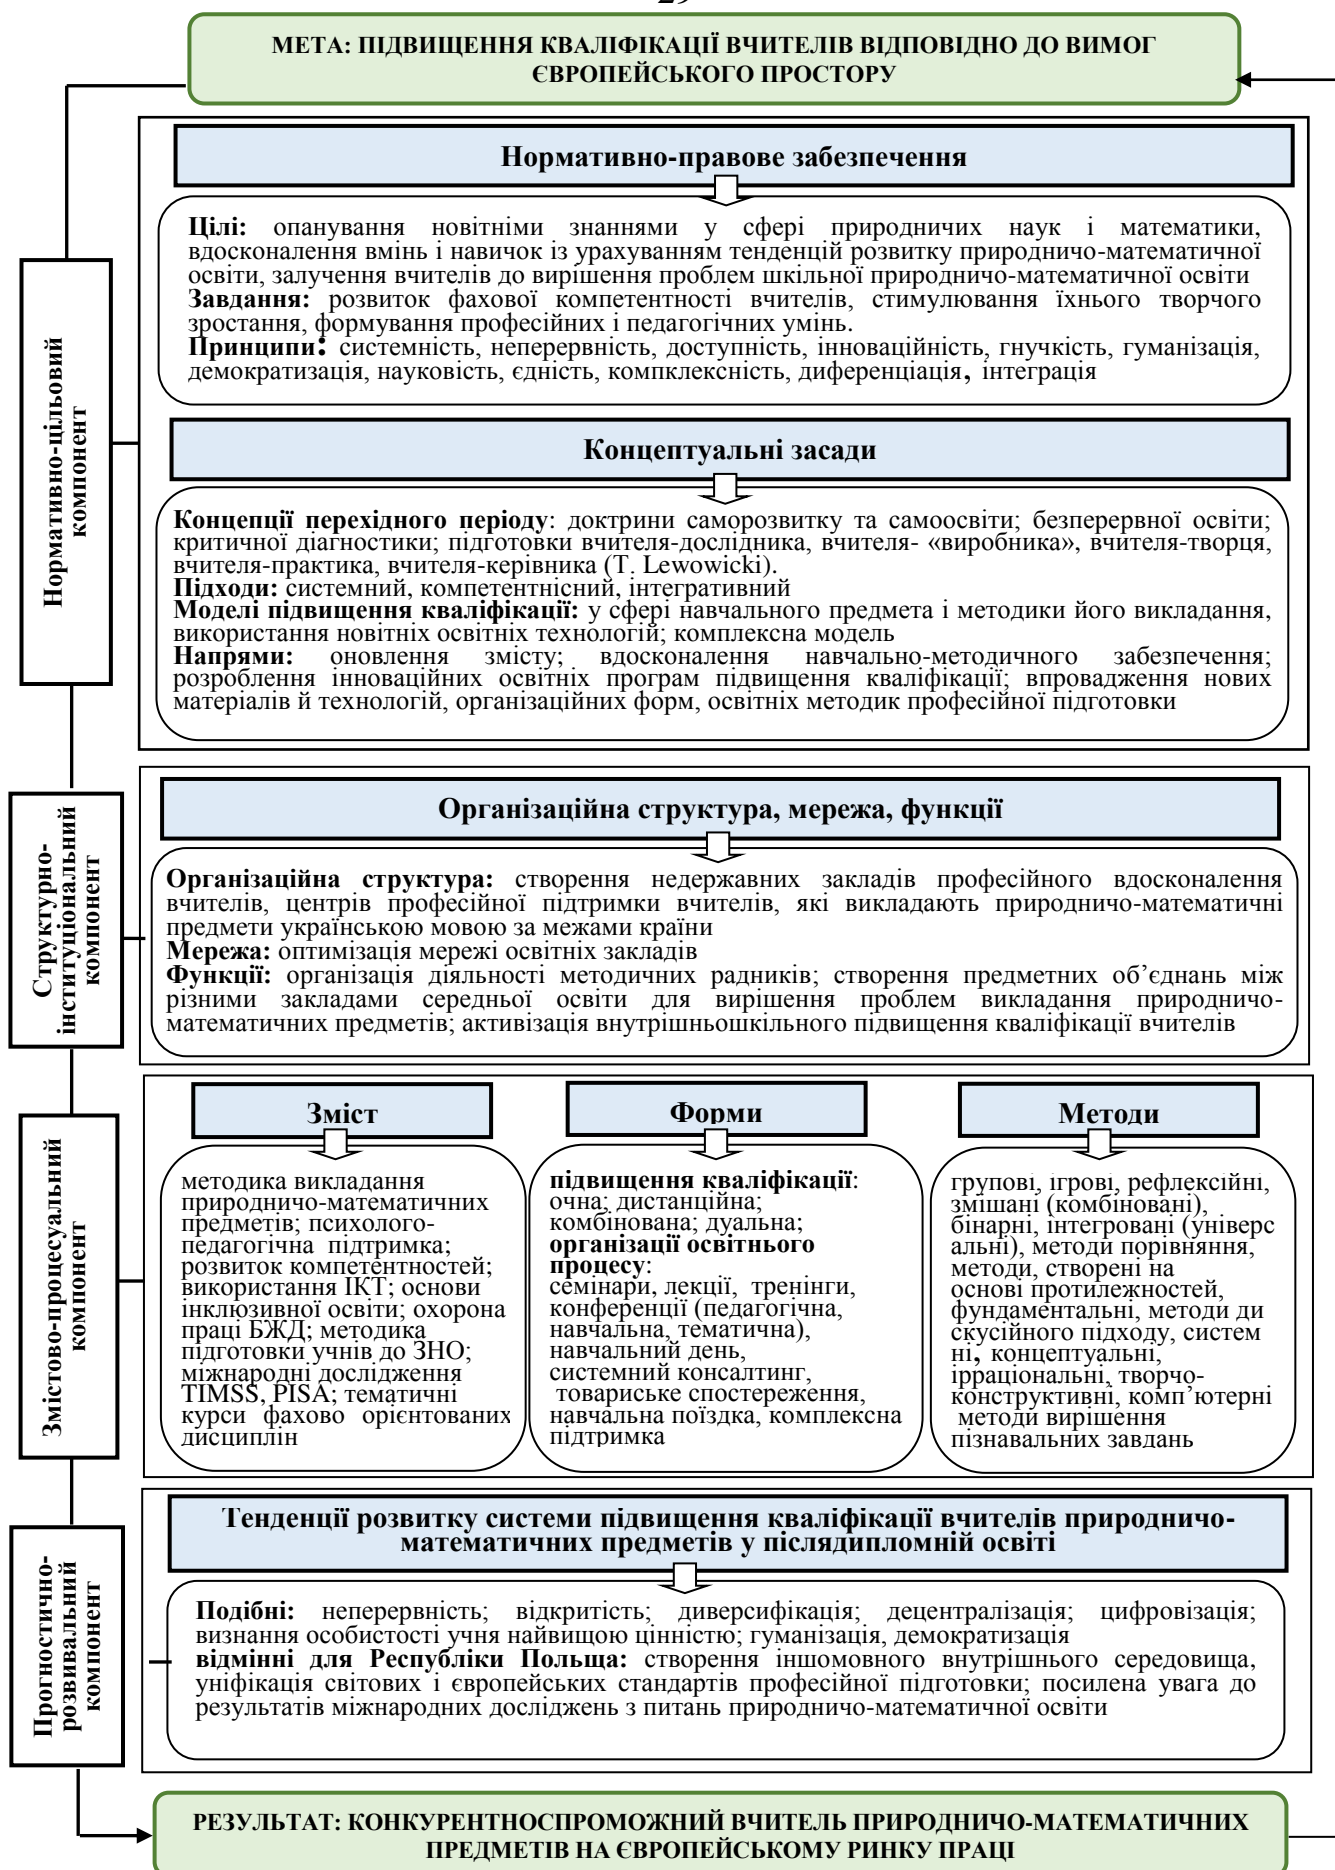 29
МЕТА: ПІДВИЩЕННЯ КВАЛІФІКАЦІЇ ВЧИТЕЛІВ ВІДПОВІДНО ДО ВИМОГ
ЄВРОПЕЙСЬКОГО ПРОСТОРУ
Нормативно-цільовий
компонент
Нормативно-правове забезпечення
Цілі: опанування новітніми знаннями у сфері природничих наук і математики,
вдосконалення вмінь і навичок із урахуванням тенденцій розвитку природничо-математичної
освіти, залучення вчителів до вирішення проблем шкільної природничо-математичної освіти
Завдання: розвиток фахової компетентності вчителів, стимулювання їхнього творчого
зростання, формування професійних і педагогічних умінь.
Принципи: системність, неперервність, доступність, інноваційність, гнучкість, гуманізація,
демократизація, науковість, єдність, компклексність, диференціація, інтеграція
Концептуальні засади
Концепції перехідного періоду: доктрини саморозвитку та самоосвіти; безперервної освіти;
критичної діагностики; підготовки вчителя-дослідника, вчителя- «виробника», вчителя-творця,
вчителя-практика, вчителя-керівника (T. Lewowicki).
Підходи: системний, компетентнісний, інтегративний
Моделі підвищення кваліфікації: у сфері навчального предмета і методики його викладання,
використання новітніх освітніх технологій; комплексна модель
Напрями: оновлення змісту; вдосконалення навчально-методичного забезпечення;
розроблення інноваційних освітніх програм підвищення кваліфікації; впровадження нових
матеріалів й технологій, організаційних форм, освітніх методик професійної підготовки
Структурно-
інституціональний
компонент
Організаційна структура, мережа, функції
Організаційна структура: створення недержавних закладів професійного вдосконалення
вчителів, центрів професійної підтримки вчителів, які викладають природничо-математичні
предмети українською мовою за межами країни
Мережа: оптимізація мережі освітніх закладів
Функції: організація діяльності методичних радників; створення предметних об’єднань між
різними закладами середньої освіти для вирішення проблем викладання природничо-
математичних предметів; активізація внутрішньошкільного підвищення кваліфікації вчителів
Змістово-процесуальний
компонент
Зміст
методика викладання
природничо-математичних
предметів; психолого-
педагогічна підтримка;
розвиток компетентностей;
використання ІКТ; основи
інклюзивної освіти; охорона
праці БЖД; методика
підготовки учнів до ЗНО;
міжнародні дослідження
TIMSS, PISA; тематичні
курси фахово орієнтованих
дисциплін
Форми
підвищення кваліфікації:
очна; дистанційна;
комбінована; дуальна;
організації освітнього
процесу:
семінари, лекції, тренінги,
конференції (педагогічна,
навчальна, тематична),
навчальний день,
системний консалтинг,
товариське спостереження,
навчальна поїздка, комплексна
підтримка
Методи
групові, ігрові, рефлексійні,
змішані (комбіновані),
бінарні, інтегровані (універс
альні), методи порівняння,
методи, створені на
основі протилежностей,
фундаментальні, методи ди
скусійного підходу, систем
ні, концептуальні,
ірраціональні, творчо-
конструктивні, комп’ютерні
методи вирішення
пізнавальних завдань
Прогностично-
розвивальний
компонент
Тенденції розвитку системи підвищення кваліфікації вчителів природничо-
математичних предметів у післядипломній освіті
Подібні: неперервність; відкритість; диверсифікація; децентралізація; цифровізація;
визнання особистості учня найвищою цінністю; гуманізація, демократизація
відмінні для Республіки Польща: створення іншомовного внутрішнього середовища,
уніфікація світових і європейських стандартів професійної підготовки; посилена увага до
результатів міжнародних досліджень з питань природничо-математичної освіти
РЕЗУЛЬТАТ: КОНКУРЕНТНОСПРОМОЖНИЙ ВЧИТЕЛЬ ПРИРОДНИЧО-МАТЕМАТИЧНИХ
ПРЕДМЕТІВ НА ЄВРОПЕЙСЬКОМУ РИНКУ ПРАЦІ